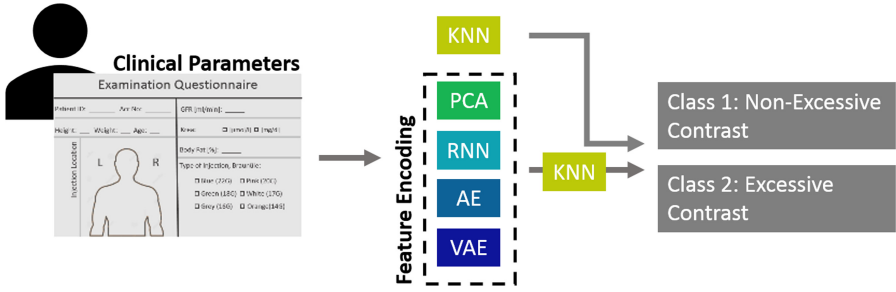 Clinical Parameters
Examination Questionnaire
Patient ID: Acc No:
Height: Weight: Age:
Injection Location
L R
GFR [ml/min]:
Body Fat [%]:
Type of Injection, Braunüle:
Blue (22G) Pink (20G)
Green (18G) White (17G)
Grey (16G) Orange(14G)
Feature Encoding
KNN
PCA
RNN
AE
VAE
KNN
Class 1: Non-Excessive
Contrast
Class 2: Excessive
Contrast